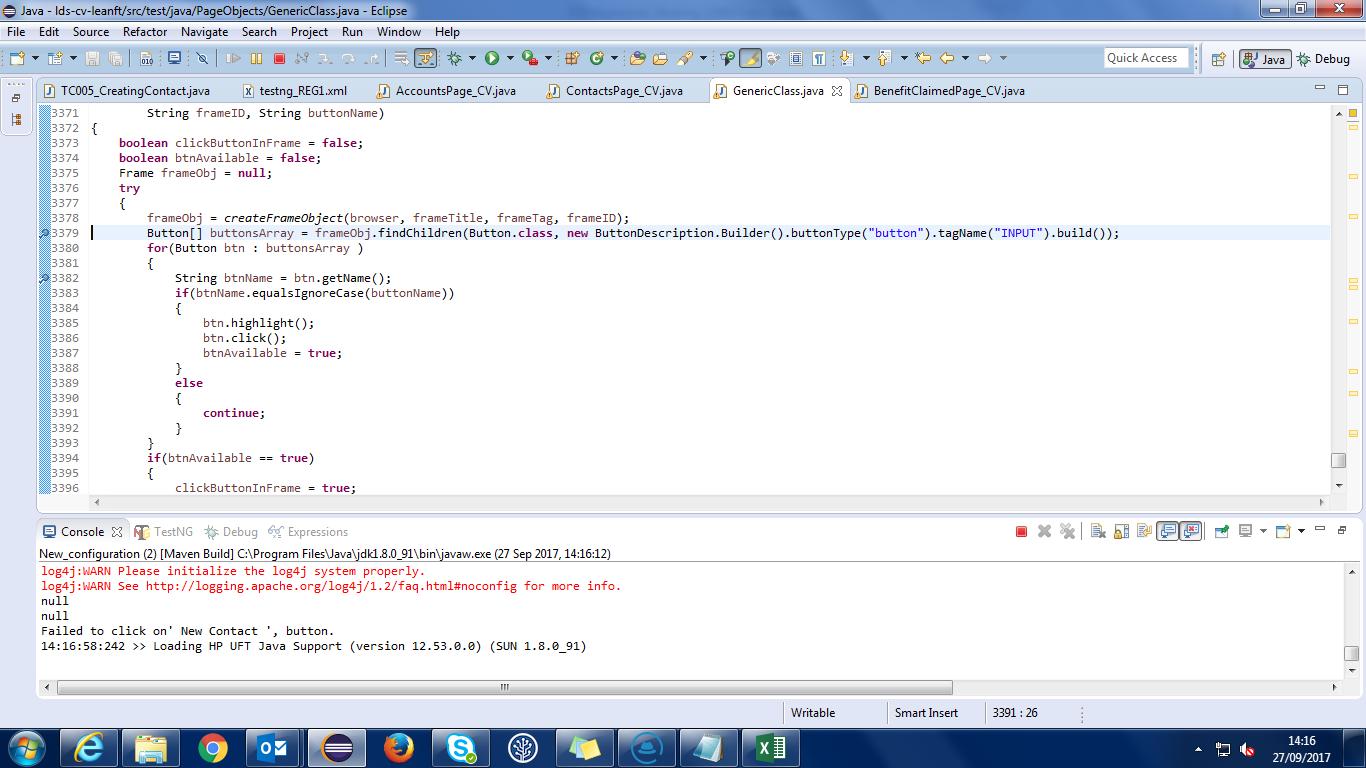 Java - lds-cv-leanft/src/test/java/PageObjects/GenericClass.java - Eclipse
File Edit Source Refactor Navigate Search Project Run Window Help
Quick Access Java Debug
TC005_CreatingContact.java testng_REG1.xml AccountsPage_CV.java ContactsPage_CV.java GenericClass.java BenefitClaimedPage_CV.java
3371 String frameID, String buttonName)
3372 {
3373 boolean clickButtonInFrame = false;
3374 boolean btnAvailable = false;
3375 Frame frameObj = null;
3376 try
3377 {
3378 frameObj = createFrameObject(browser, frameTitle, frameTag, frameID);
3379 Button[] buttonsArray = frameObj.findChildren(Button.class, new ButtonDescription.Builder().buttonType("button").tagName("INPUT").build());
3380 for(Button btn : buttonsArray )
3381 {
3382 String btnName = btn.getName();
3383 if(btnName.equalsIgnoreCase(buttonName))
3384 {
3385 btn.highlight();
3386 btn.click();
3387 btnAvailable = true;
3388 }
3389 else
3390 {
3391 continue;
3392 }
3393 }
3394 if(btnAvailable == true)
3395 {
3396 clickButtonInFrame = true;
Console TestNG Debug Expressions
New_configuration (2) [Maven Build] C:\Program Files\Java\jdk1.8.0_91\bin\javaw.exe (27 Sep 2017, 14:16:12)
log4j:WARN Please initialize the log4j system properly.
log4j:WARN See http://logging.apache.org/log4j/1.2/faq.html#noconfig for more info.
null
null
Failed to click on' New Contact ', button.
14:16:58:242 >> Loading HP UFT Java Support (version 12.53.0.0) (SUN 1.8.0_91)
Writable Smart Insert 3391 : 26
14:16
27/09/2017